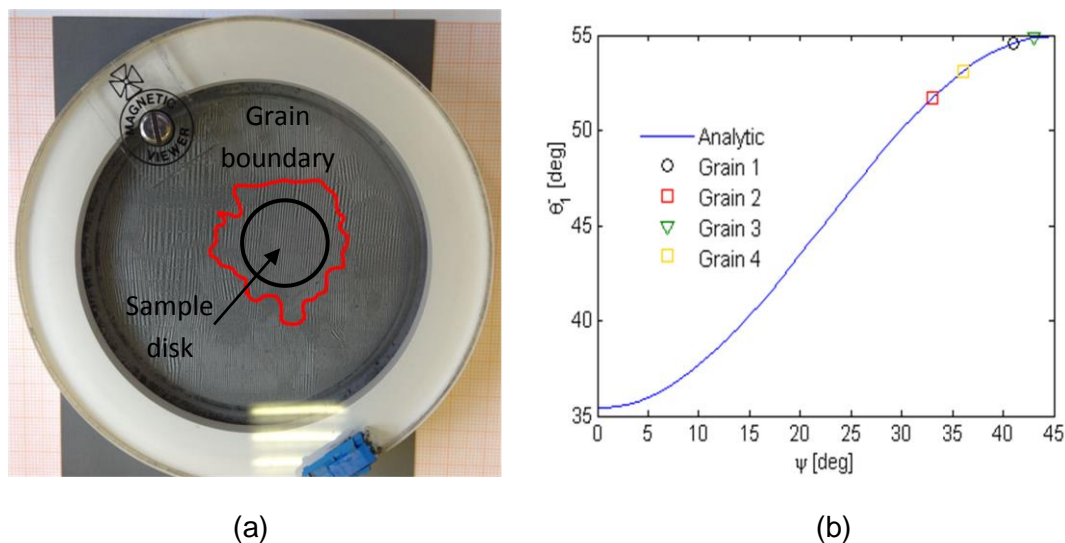 MAGNETIC
VIEWER
Grain
boundary
Sample
disk
(a)
55
50
45
40
35
θ₁⁻ [deg]
Analytic
Grain 1
Grain 2
Grain 3
Grain 4
0 5 10 15 20 25 30 35 40 45
ψ [deg]
(b)